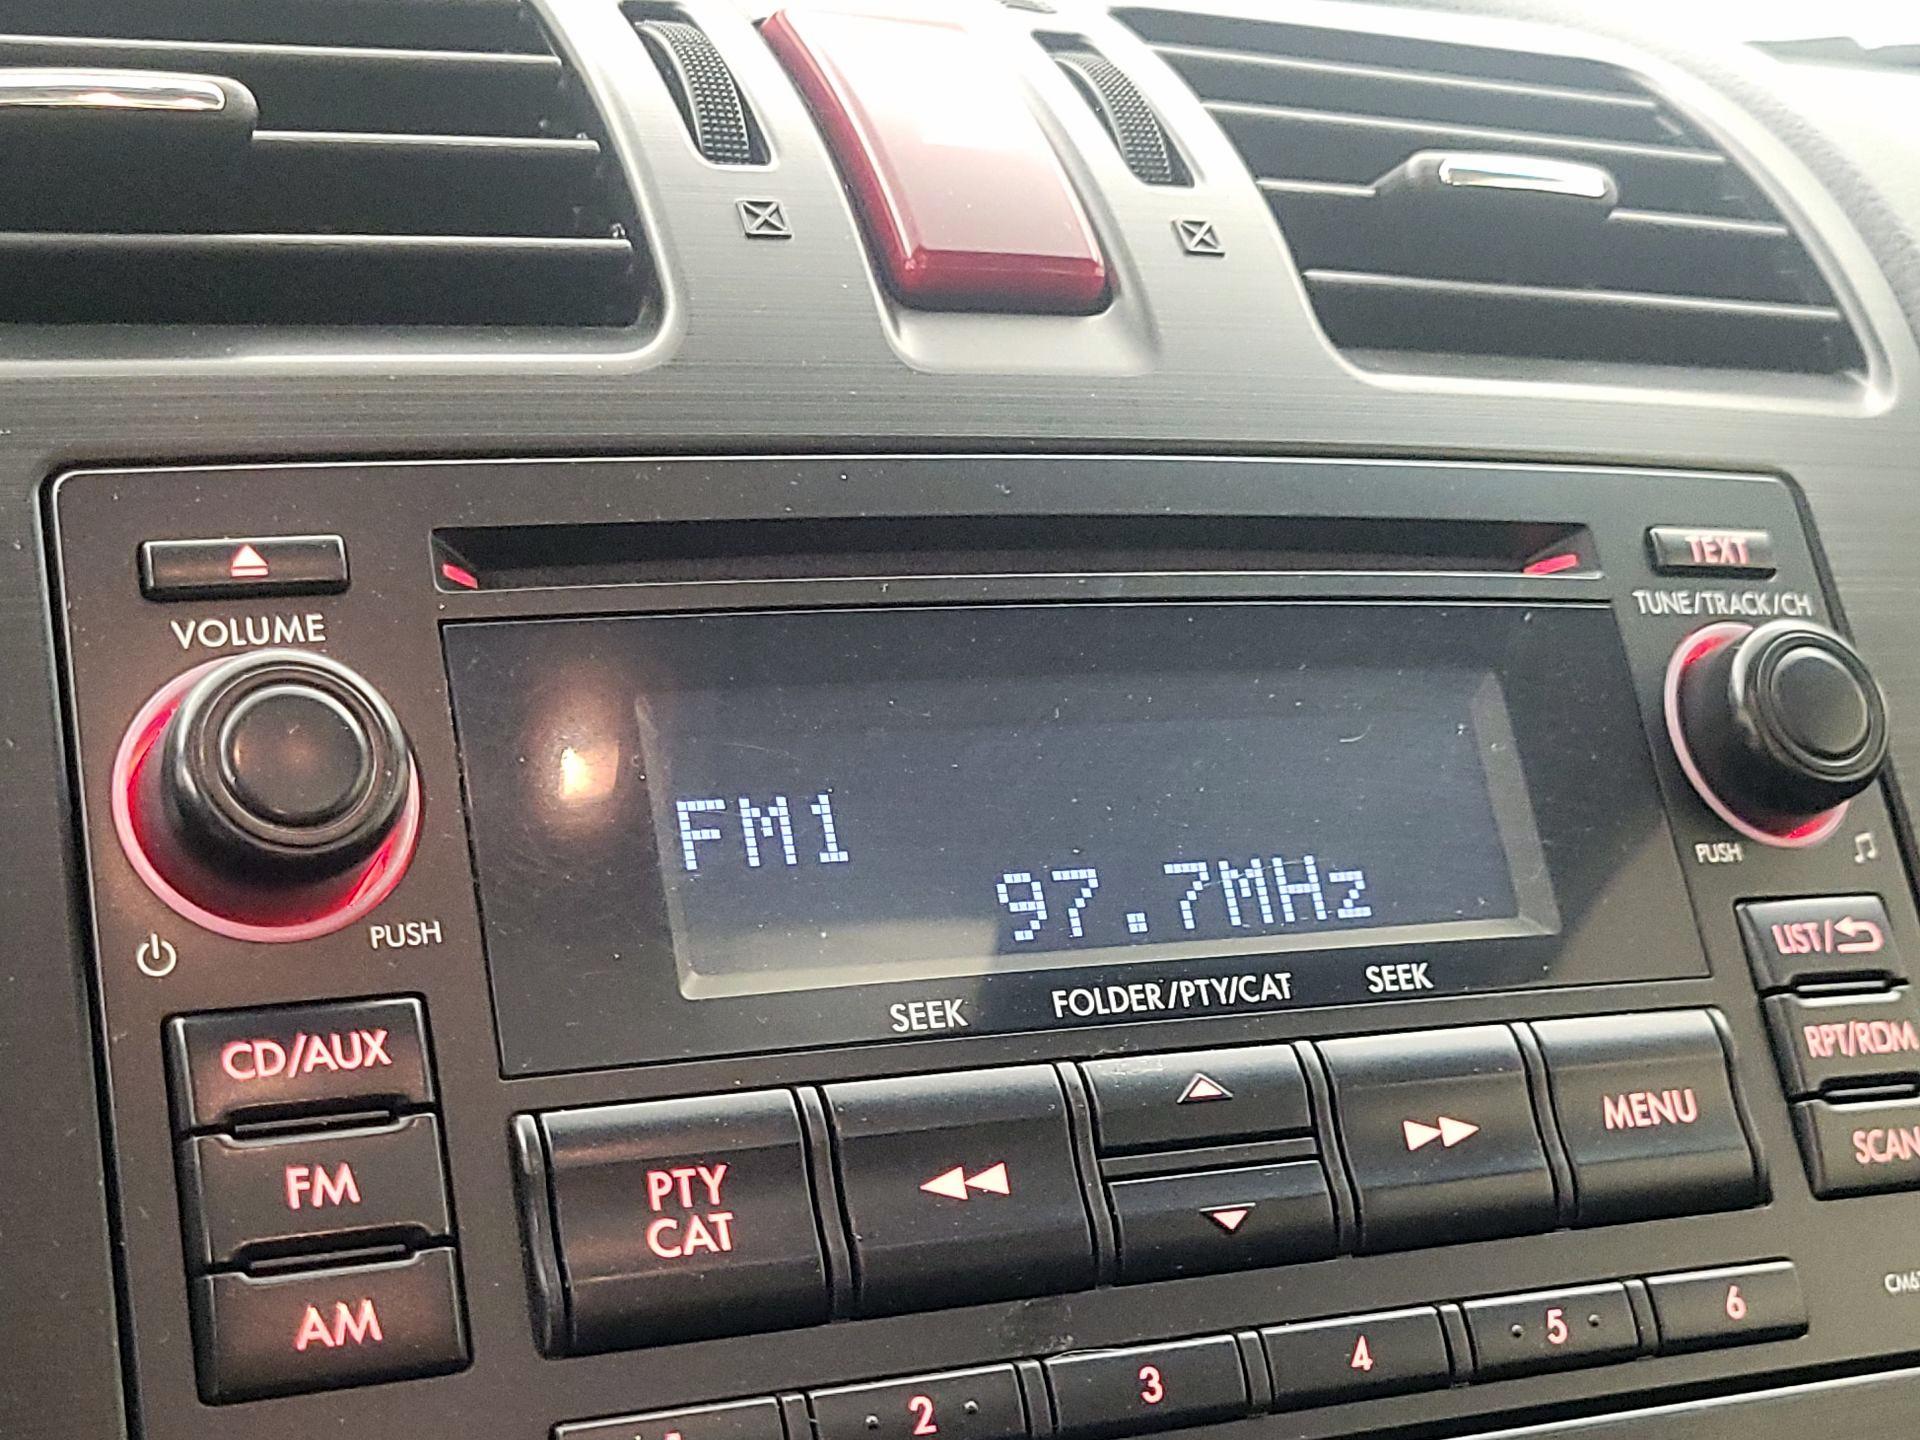 TEXT
VOLUME
TUNE/TRACK/CH
FM1
97.7MHz
PUSH
PUSH
LIST/
SEEK
FOLDER/PTY/CAT
SEEK
CD/AUX
RPT/RDM
MENU
FM
PTY
CAT
SCAN
AM
2
3
4
5
6